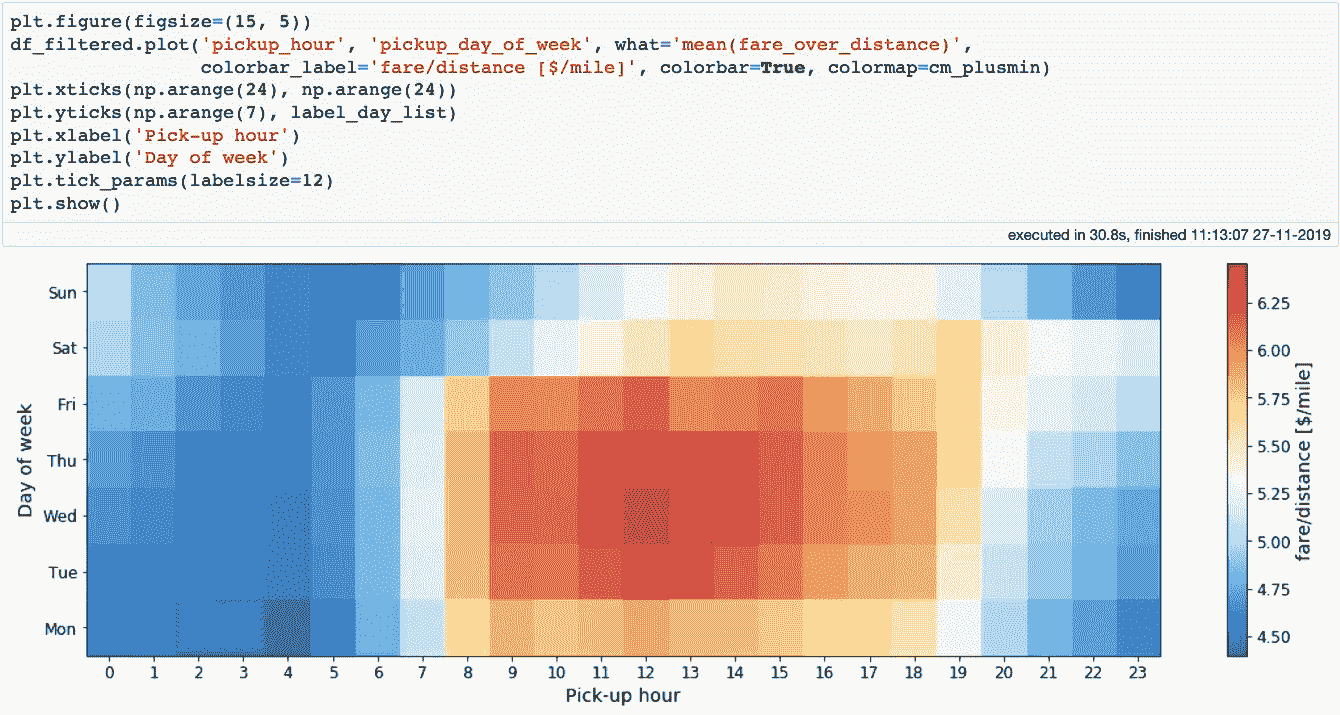 plt.figure(figsize=(15, 5))
df_filtered.plot('pickup_hour', 'pickup_day_of_week', what='mean(fare_over_distance)',
colorbar_label='fare/distance [$/mile]', colorbar=True, colormap=cm_plusmin)
plt.xticks(np.arange(24), np.arange(24))
plt.yticks(np.arange(7), label_day_list)
plt.xlabel('Pick-up hour')
plt.ylabel('Day of week')
plt.tick_params(labelsize=12)
plt.show()
executed in 30.8s, finished 11:13:07 27-11-2019
Day of week
Sun
Sat
Fri
Thu
Wed
Tue
Mon
0 1 2 3 4 5 6 7 8 9 10 11 12 13 14 15 16 17 18 19 20 21 22 23
Pick-up hour
6.25
6.00
5.75
5.50
5.25
5.00
4.75
4.50
fare/distance [$/mile]